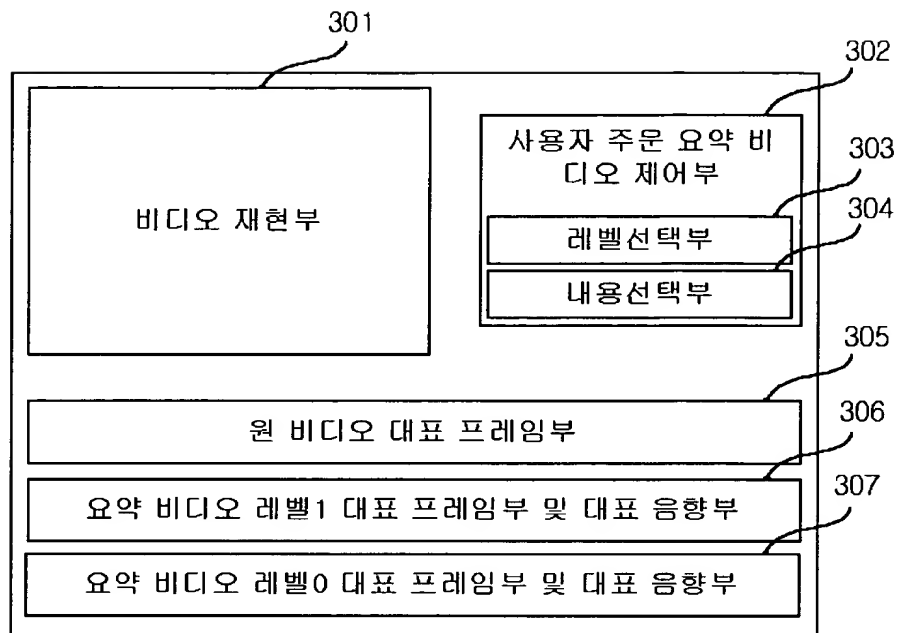 301
302
사용자 주문 요약 비
디오 제어부
303
304
비디오 재현부
레벨선택부
내용선택부
305
원 비디오 대표 프레임부
306
요약 비디오 레벨1 대표 프레임부 및 대표 음향부
307
요약 비디오 레벨0 대표 프레임부 및 대표 음향부